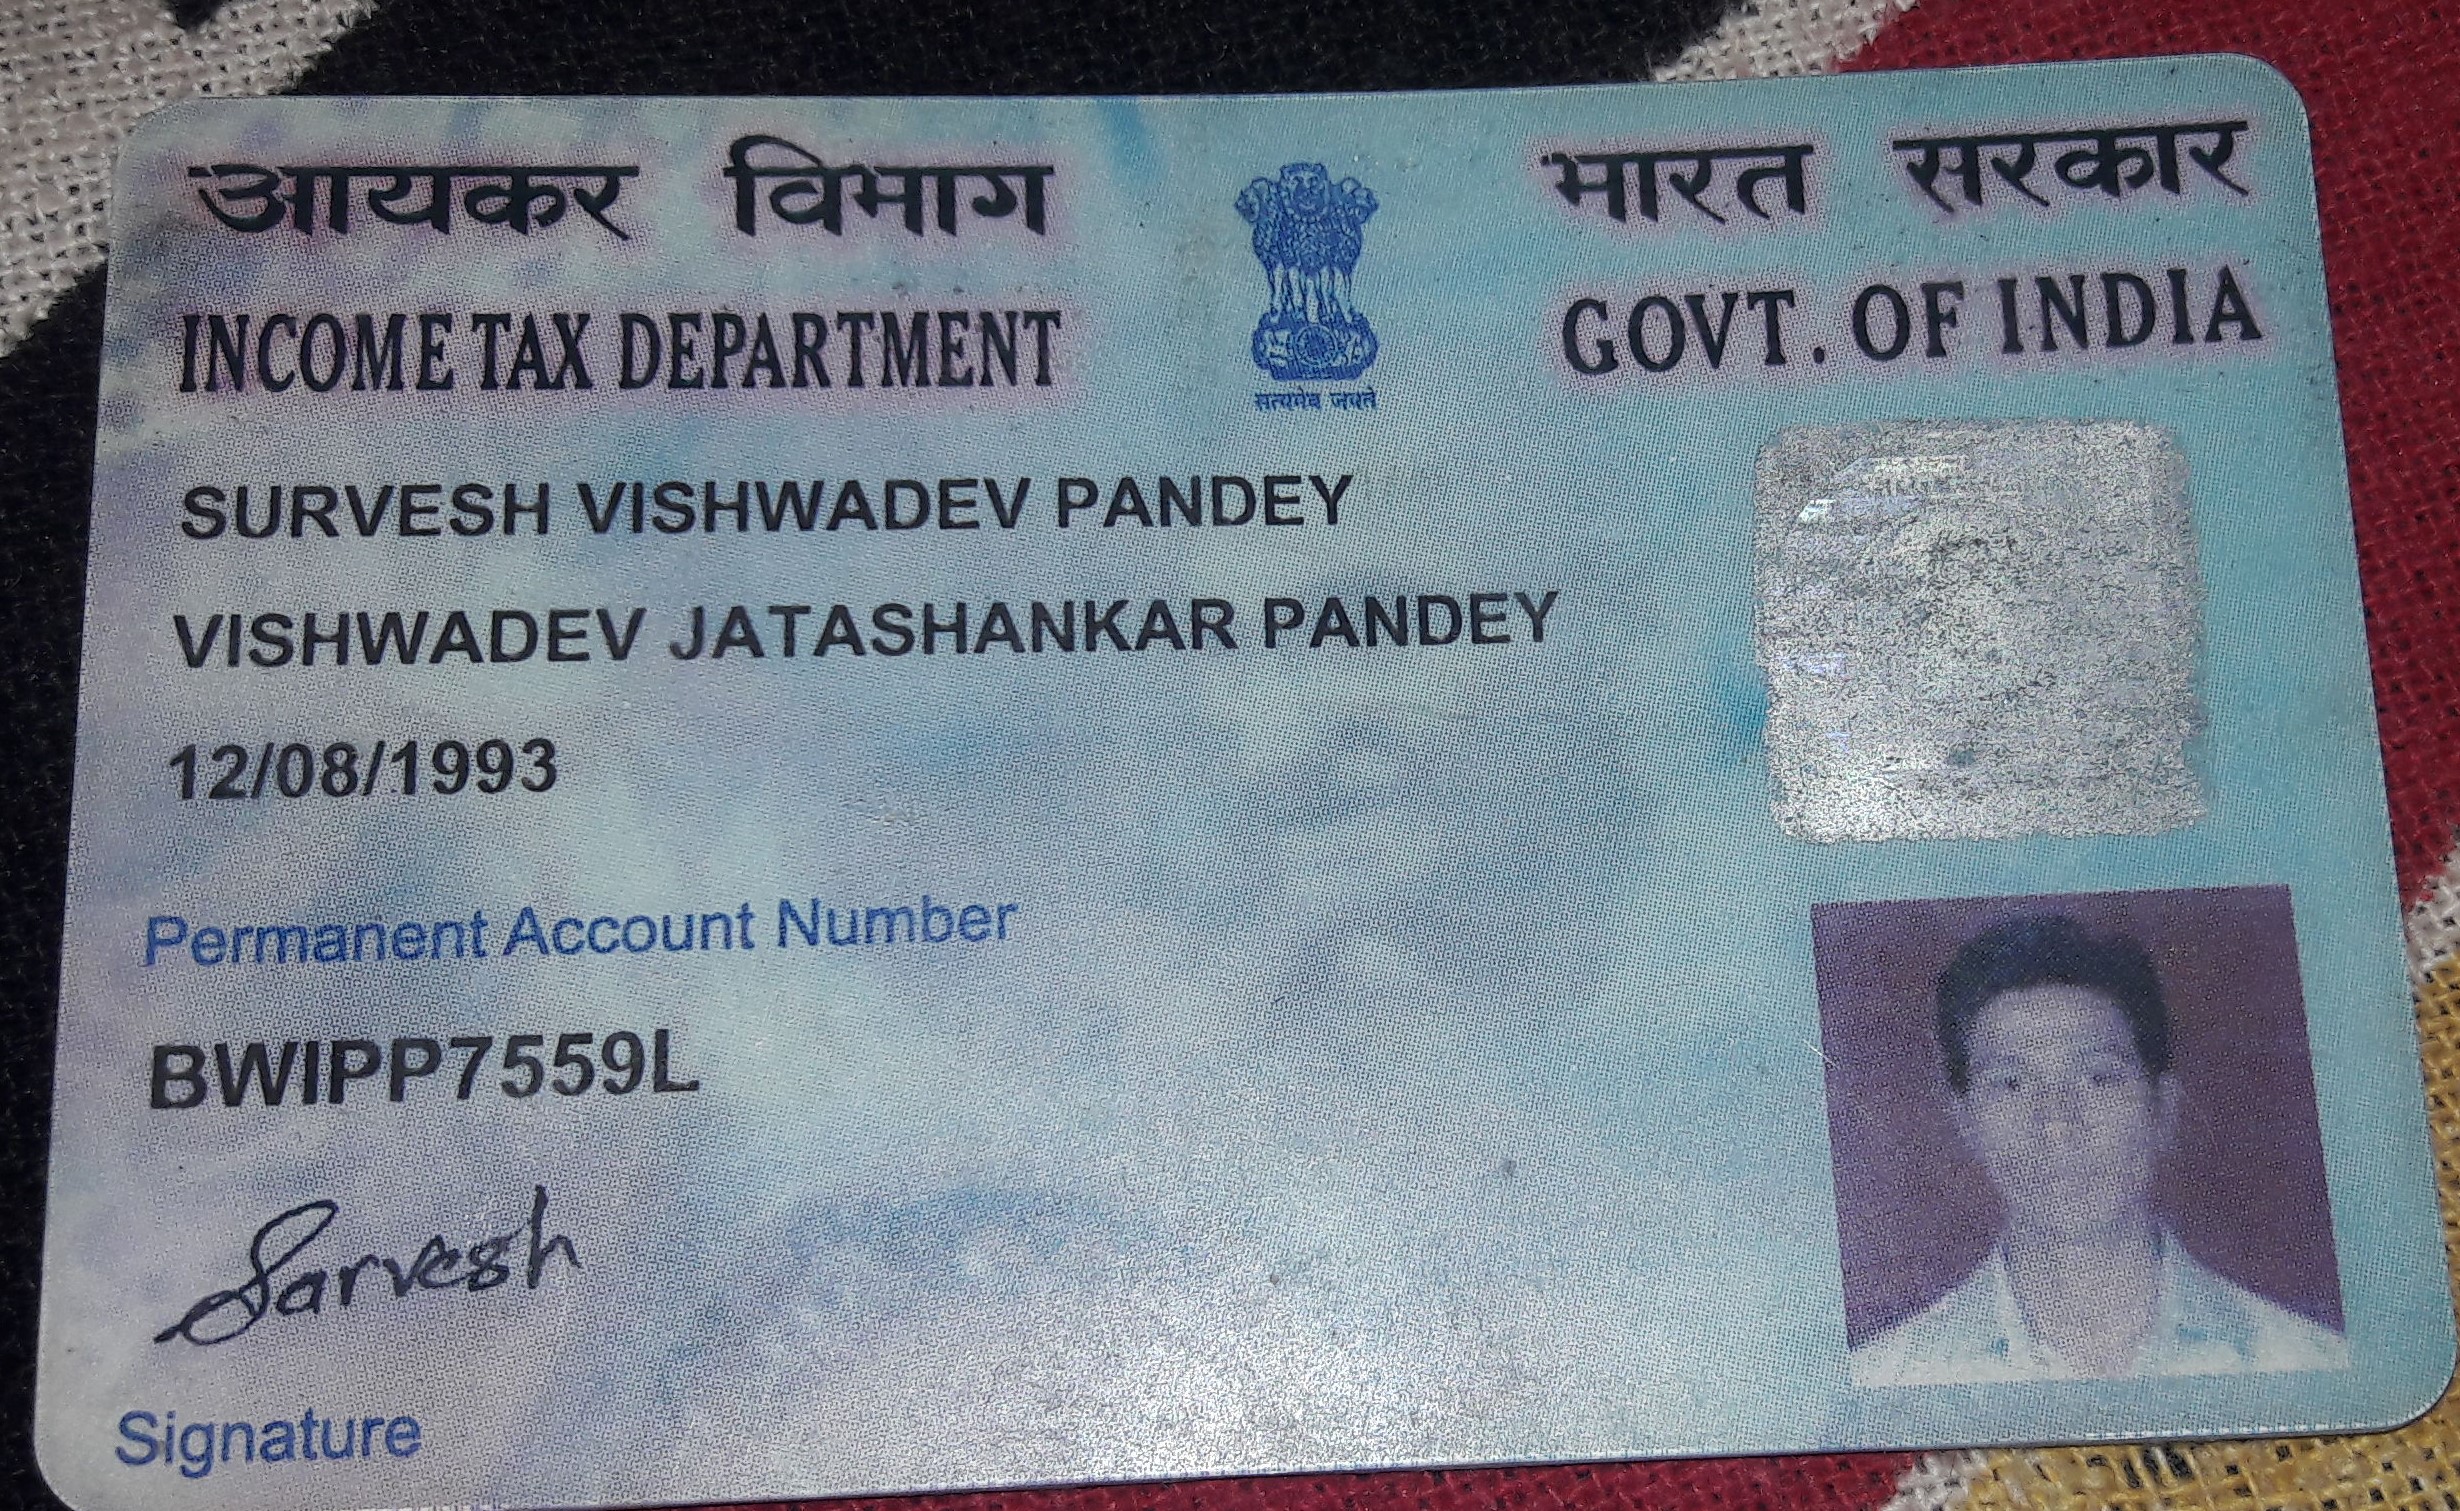 आयकर विभाग
INCOME TAX DEPARTMENT
भारत सरकार
GOVT. OF INDIA
सत्यमेव जयते
SURVESH VISHWADEV PANDEY
VISHWADEV JATASHANKAR PANDEY
12/08/1993
Permanent Account Number
BWIPP7559L
Sarvesh
Signature